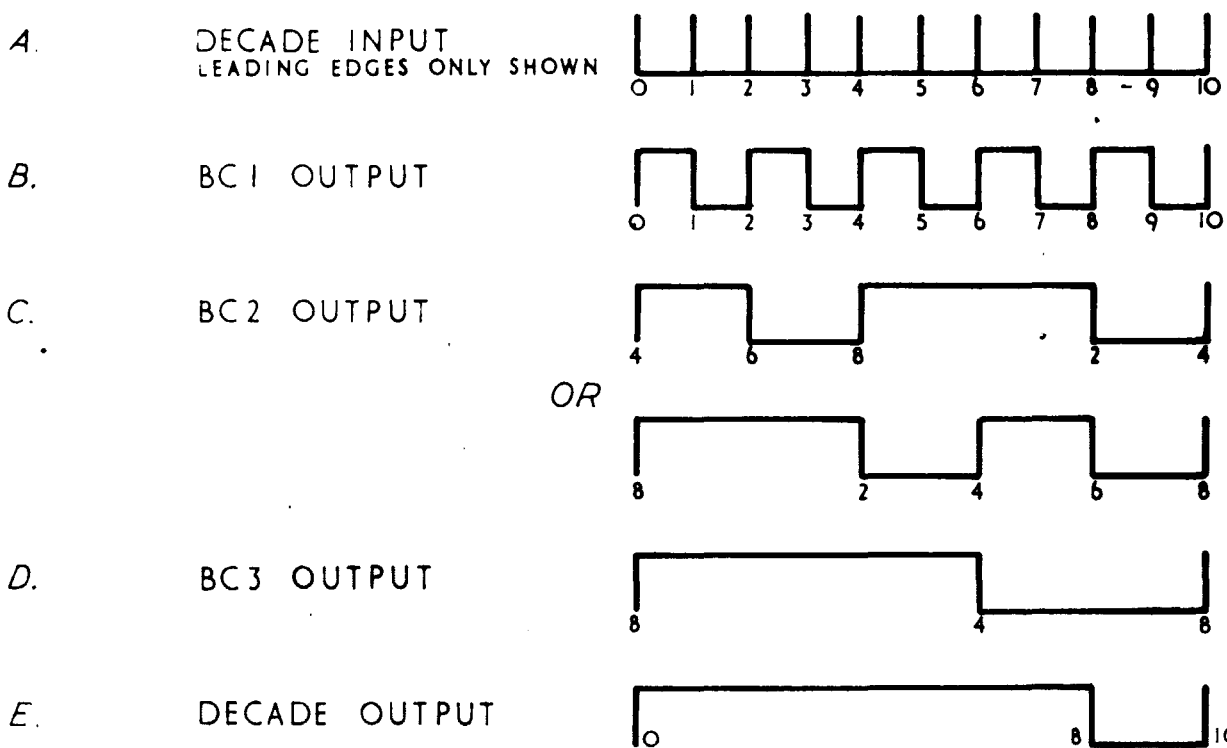 A. DECADE INPUT
LEADING EDGES ONLY SHOWN
0 1 2 3 4 5 6 7 8 - 9 10
B. BC1 OUTPUT
0 1 2 3 4 5 6 7 8 9 10
C. BC2 OUTPUT
4 6 8 2 4
OR
8 2 4 6 8
D. BC3 OUTPUT
8 4 8
E. DECADE OUTPUT
0 8